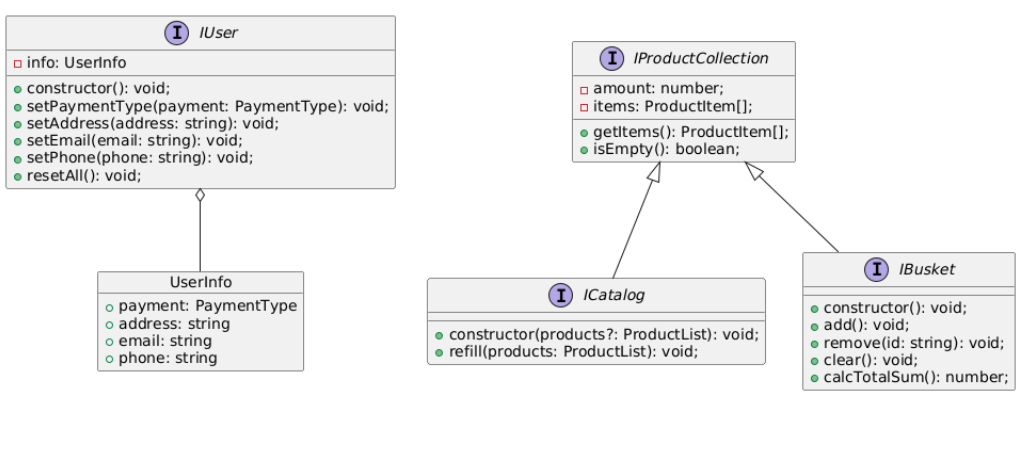 I IUser
info: UserInfo
constructor(): void;
setPaymentType(payment: PaymentType): void;
setAddress(address: string): void;
setEmail(email: string): void;
setPhone(phone: string): void;
resetAll(): void;
UserInfo
payment: PaymentType
address: string
email: string
phone: string
I IProductCollection
amount: number;
items: ProductItem[];
getItems(): ProductItem[];
isEmpty(): boolean;
I ICatalog
constructor(products?: ProductList): void;
refill(products: ProductList): void;
I IBusket
constructor(): void;
add(): void;
remove(id: string): void;
clear(): void;
calcTotalSum(): number;